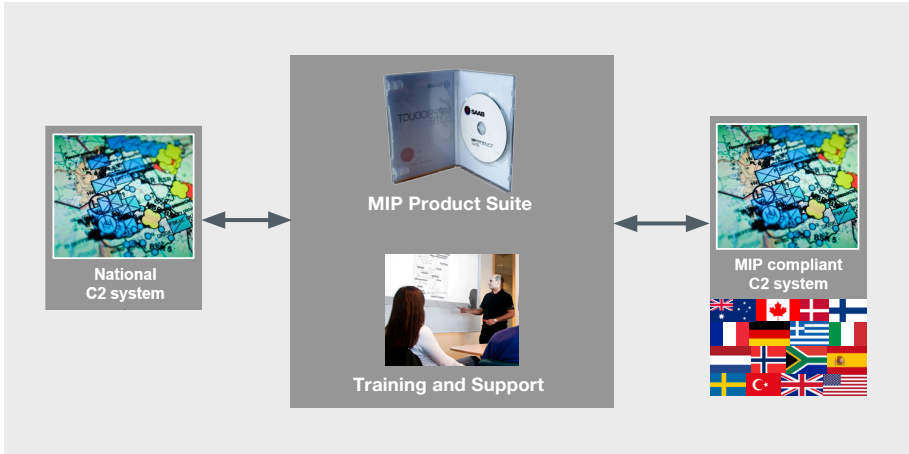 National
C2 system
SAAB
MIP Product Suite
Training and Support
MIP compliant
C2 system